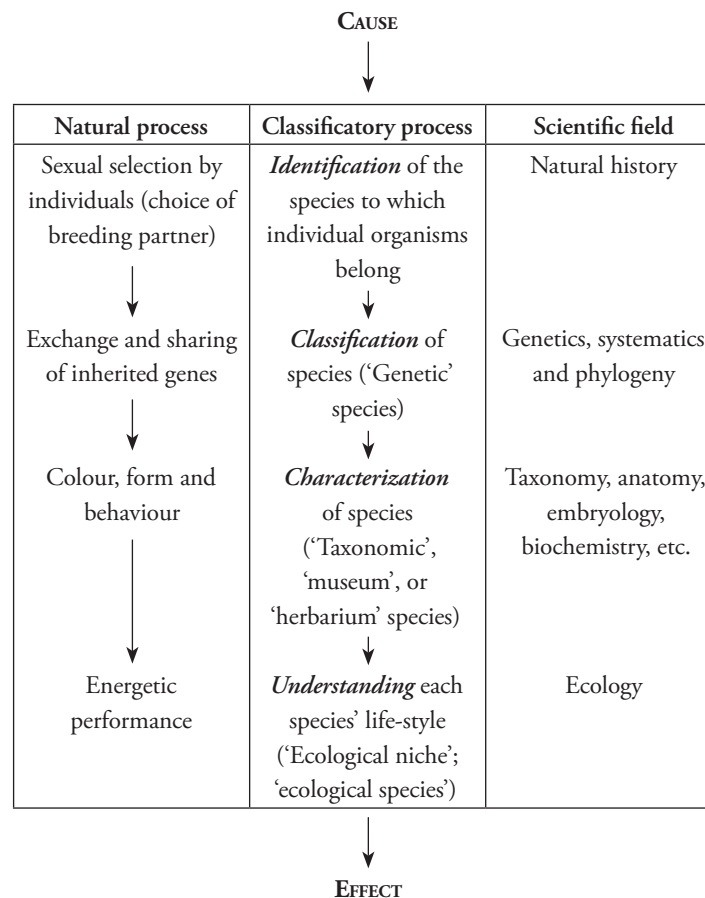 CAUSE
Natural process
Classificatory process
Scientific field
Sexual selection by
individuals (choice of
breeding partner)
Identification of the
species to which
individual organisms
belong
Natural history
Exchange and sharing
of inherited genes
Classification of
species (‘Genetic’
species)
Genetics, systematics
and phylogeny
Colour, form and
behaviour
Characterization
of species
(‘Taxonomic’,
‘museum’, or
‘herbarium’ species)
Taxonomy, anatomy,
embryology,
biochemistry, etc.
Energetic
performance
Understanding each
species’ life-style
(‘Ecological niche’;
‘ecological species’)
Ecology
EFFECT